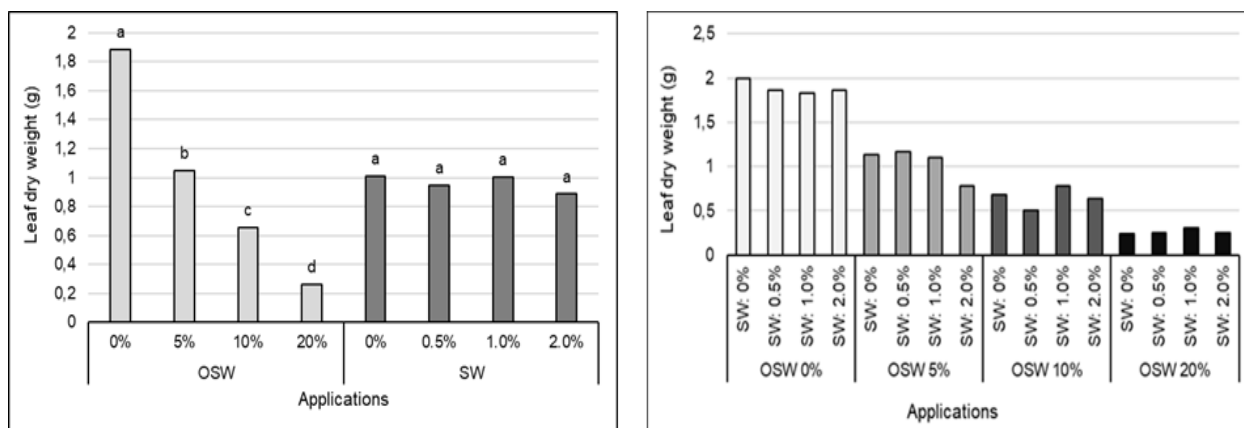 Leaf dry weight (g)
2
1,8
1,6
1,4
1,2
1
0,8
0,6
0,4
0,2
0
a
b
c
d
a
a
a
a
0% 5% 10% 20% 0% 0.5% 1.0% 2.0%
OSW SW
Applications
Leaf dry weight (g)
2,5
2
1,5
1
0,5
0
SW: 0%
SW: 0.5%
SW: 1.0%
SW: 2.0%
SW: 0%
SW: 0.5%
SW: 1.0%
SW: 2.0%
SW: 0%
SW: 0.5%
SW: 1.0%
SW: 2.0%
SW: 0%
SW: 0.5%
SW: 1.0%
SW: 2.0%
OSW 0% OSW 5% OSW 10% OSW 20%
Applications